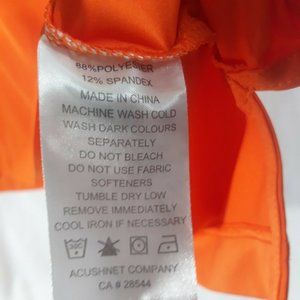 88%POLYESTER
12% SPANDEX
MADE IN CHINA
MACHINE WASH COLD
WASH DARK COLOURS
SEPARATELY
DO NOT BLEACH
DO NOT USE FABRIC
SOFTENERS
TUMBLE DRY LOW
REMOVE IMMEDIATELY
COOL IRON IF NECESSARY
ACUSHNET COMPANY
CA # 28544